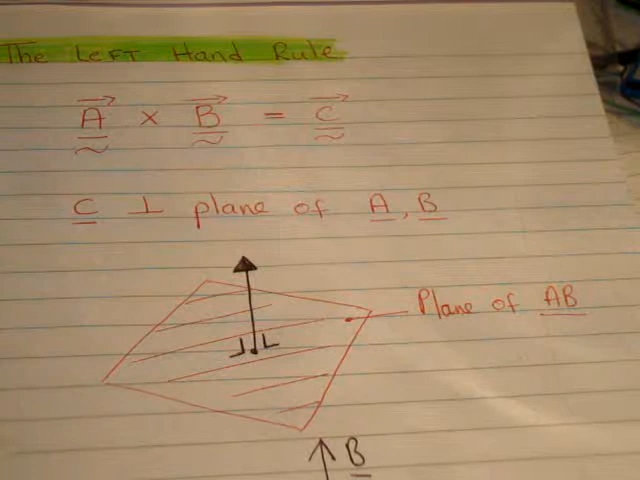 The Left Hand Rule
A × B = C
C ⊥ plane of A, B
Plane of AB
B